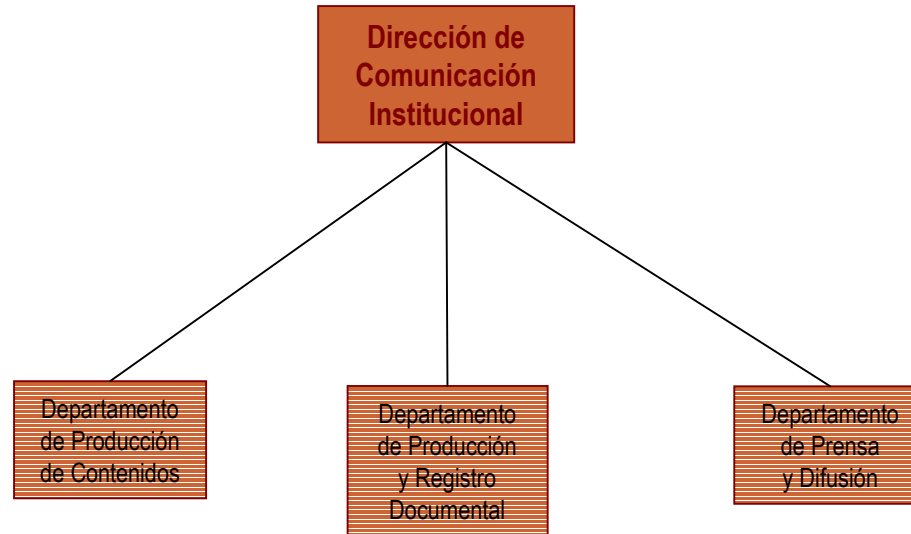 Dirección de
Comunicación
Institucional
Departamento
de Producción
de Contenidos
Departamento
de Producción
y Registro
Documental
Departamento
de Prensa
y Difusión